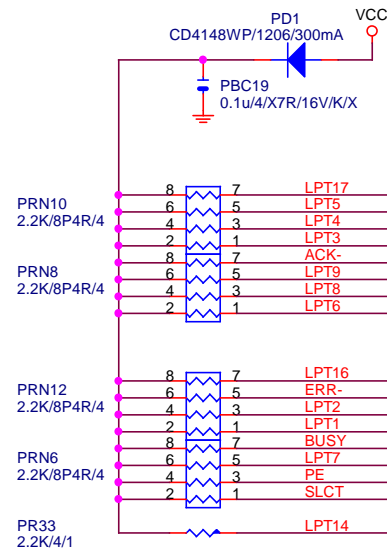 PD1
VCC
CD4148WP/1206/300mA
PBC19
0.1u/4/X7R/16V/K/X
PRN10
2.2K/8P4R/4
8 7 LPT17
6 5 LPT5
4 3 LPT4
2 1 LPT3
PRN8
2.2K/8P4R/4
8 7 ACK-
6 5 LPT9
4 3 LPT8
2 1 LPT6
PRN12
2.2K/8P4R/4
8 7 LPT16
6 5 ERR-
4 3 LPT2
2 1 LPT1
PRN6
2.2K/8P4R/4
8 7 BUSY
6 5 LPT7
4 3 PE
2 1 SLCT
PR33
2.2K/4/1
LPT14